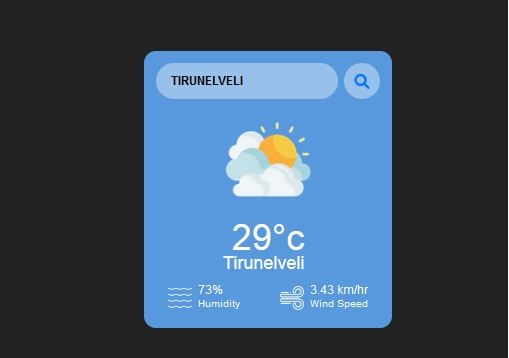 TIRUNELVELI
29°c
Tirunelveli
73%
Humidity
3.43 km/hr
Wind Speed